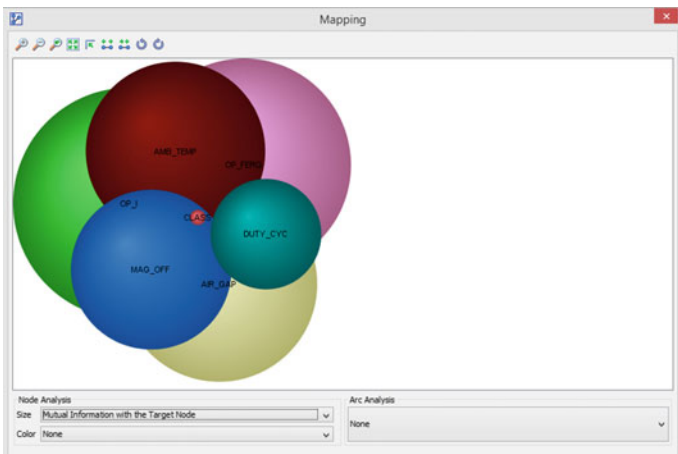 Mapping
AMB_TEMP
OP_FERQ
OP_I
CLASS
DUTY_CYC
MAG_OFF
AIR_GAP
Node Analysis
Size Mutual Information with the Target Node
Color None
Arc Analysis
None